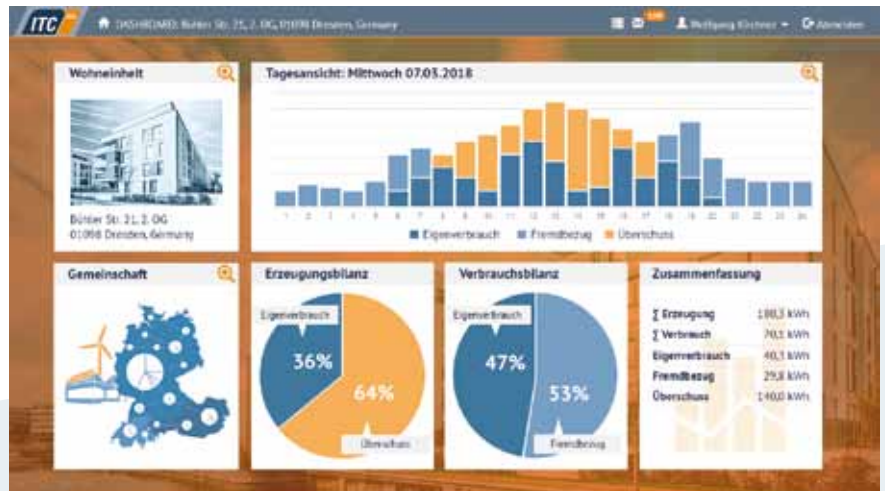 ITC
DASHBOARD: Bühler Str. 21, 2. OG, 01098 Dresden, Germany
Wolfgang Kirchner
Abmelden
Wohneinheit
Bühler Str. 21, 2. OG
01098 Dresden, Germany
Tagesansicht: Mittwoch 07.03.2018
1 2 3 4 5 6 7 8 9 10 11 12 13 14 15 16 17 18 19 20 21 22 23 24
Eigenverbrauch Fremdbezug Überschuss
Gemeinschaft
Erzeugungsbilanz
Eigenverbrauch
36%
64%
Überschuss
Verbrauchsbilanz
Eigenverbrauch
47%
53%
Fremdbezug
Zusammenfassung
∑ Erzeugung 180,3 kWh
∑ Verbrauch 70,1 kWh
Eigenverbrauch 40,3 kWh
Fremdbezug 29,8 kWh
Überschuss 140,0 kWh